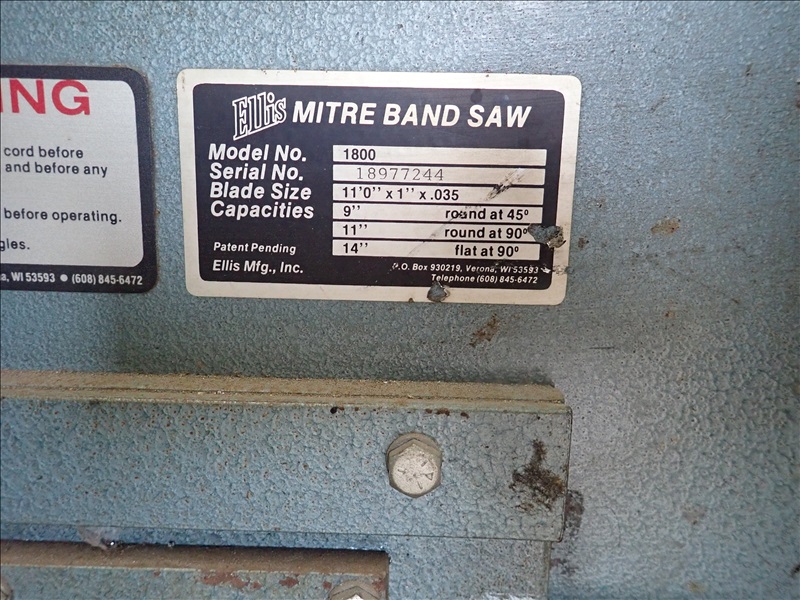 ING
cord before
and before any
before operating.
gles.
a, WI 53593 ● (608) 845-6472
Ellis MITRE BAND SAW
Model No. 1800
Serial No. 18977244
Blade Size 11'0'' x 1'' x .035
Capacities 9'' round at 45º
11'' round at 90º
14'' flat at 90º
Patent Pending
Ellis Mfg., Inc.
P.O. Box 930219, Verona, WI 53593
Telephone (608) 845-6472